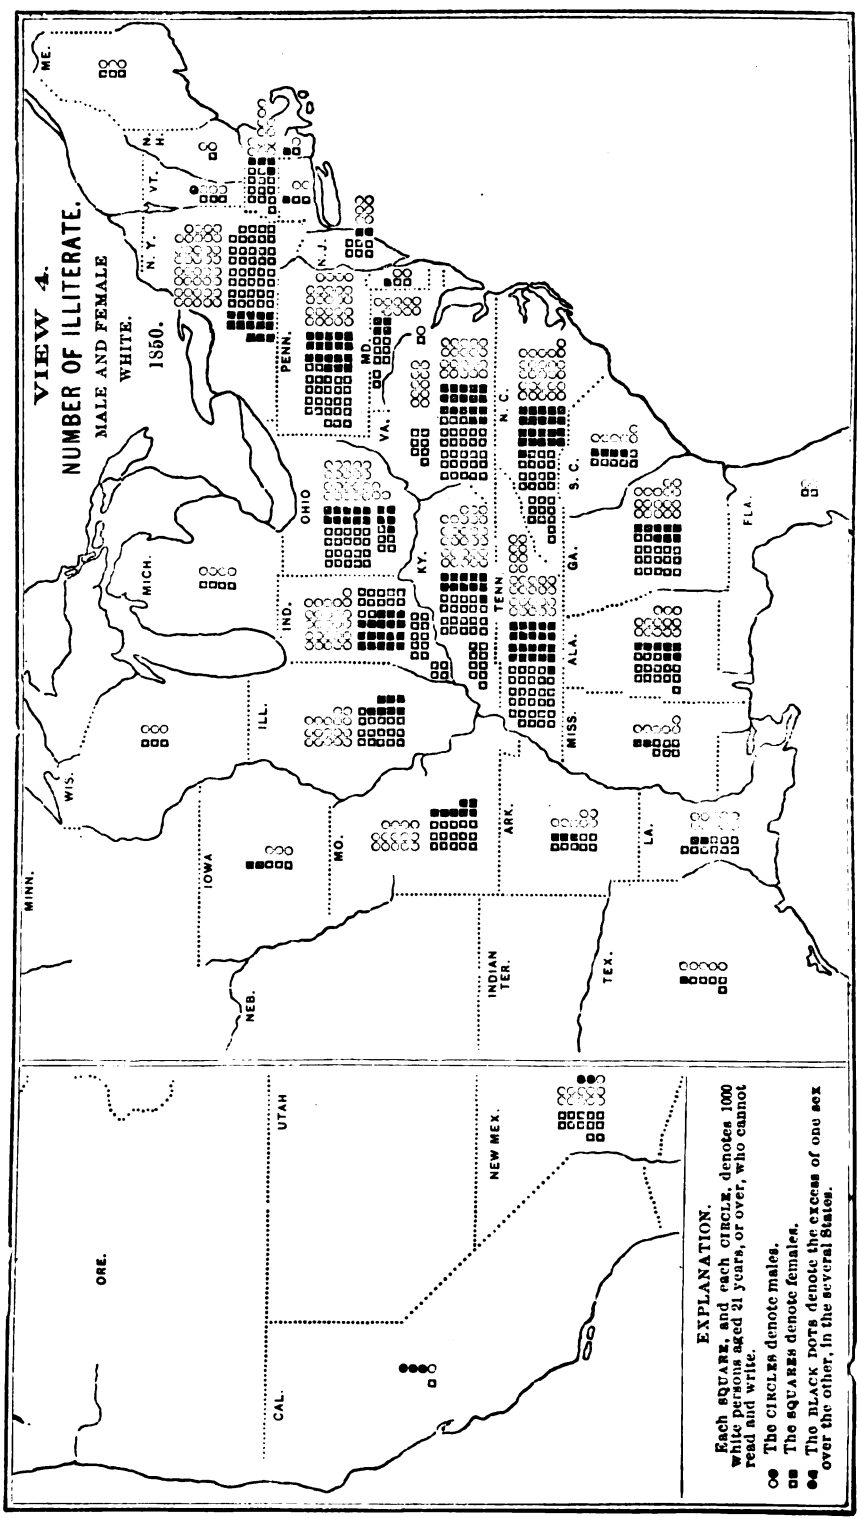 VIEW 4.
NUMBER OF ILLITERATE.
MALE AND FEMALE
WHITE.
1850.
ME.
N.
H.
VT.
N. Y.
N.J.
PENN.
MD.
VA.
N. C.
S. C.
GA.
FLA.
OHIO
KY.
TENN.
ALA.
MISS.
MICH.
IND.
ILL.
WIS.
IOWA
MO.
ARK.
LA.
MINN.
NEB.
INDIAN
TER.
TEX.
ORE.
UTAH
NEW MEX.
CAL.
EXPLANATION.
Each SQUARE, and each CIRCLE, denotes 1000
white persons aged 21 years, or over, who cannot
read and write.
The CIRCLES denote males.
The SQUARES denote females.
The BLACK DOTS denote the excess of one sex
over the other, in the several States.